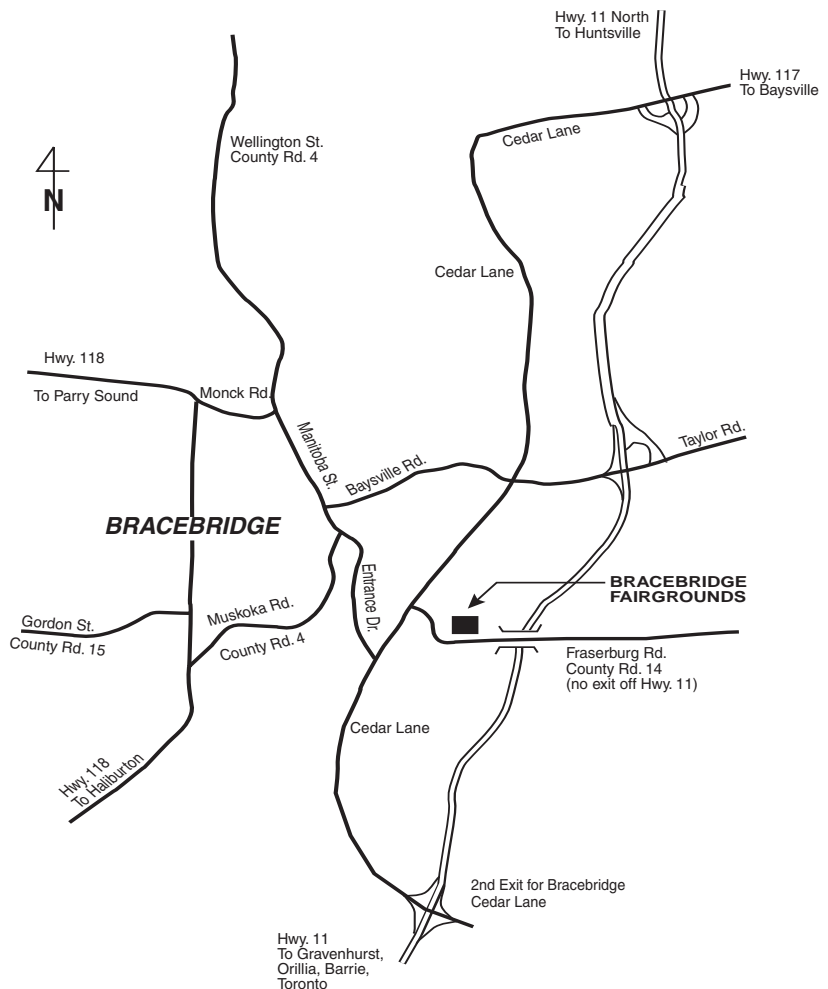 Hwy. 11 North
To Huntsville
Hwy. 117
To Baysville
Cedar Lane
Wellington St.
County Rd. 4
N
Cedar Lane
Hwy. 118
To Parry Sound
Monck Rd.
Manitoba St.
Baysville Rd.
Taylor Rd.
BRACEBRIDGE
Entrance Dr.
BRACEBRIDGE
FAIRGROUNDS
Muskoka Rd.
County Rd. 4
Gordon St.
County Rd. 15
Fraserburg Rd.
County Rd. 14
(no exit off Hwy. 11)
Cedar Lane
Hwy. 118
To Haliburton
2nd Exit for Bracebridge
Cedar Lane
Hwy. 11
To Gravenhurst,
Orillia, Barrie,
Toronto